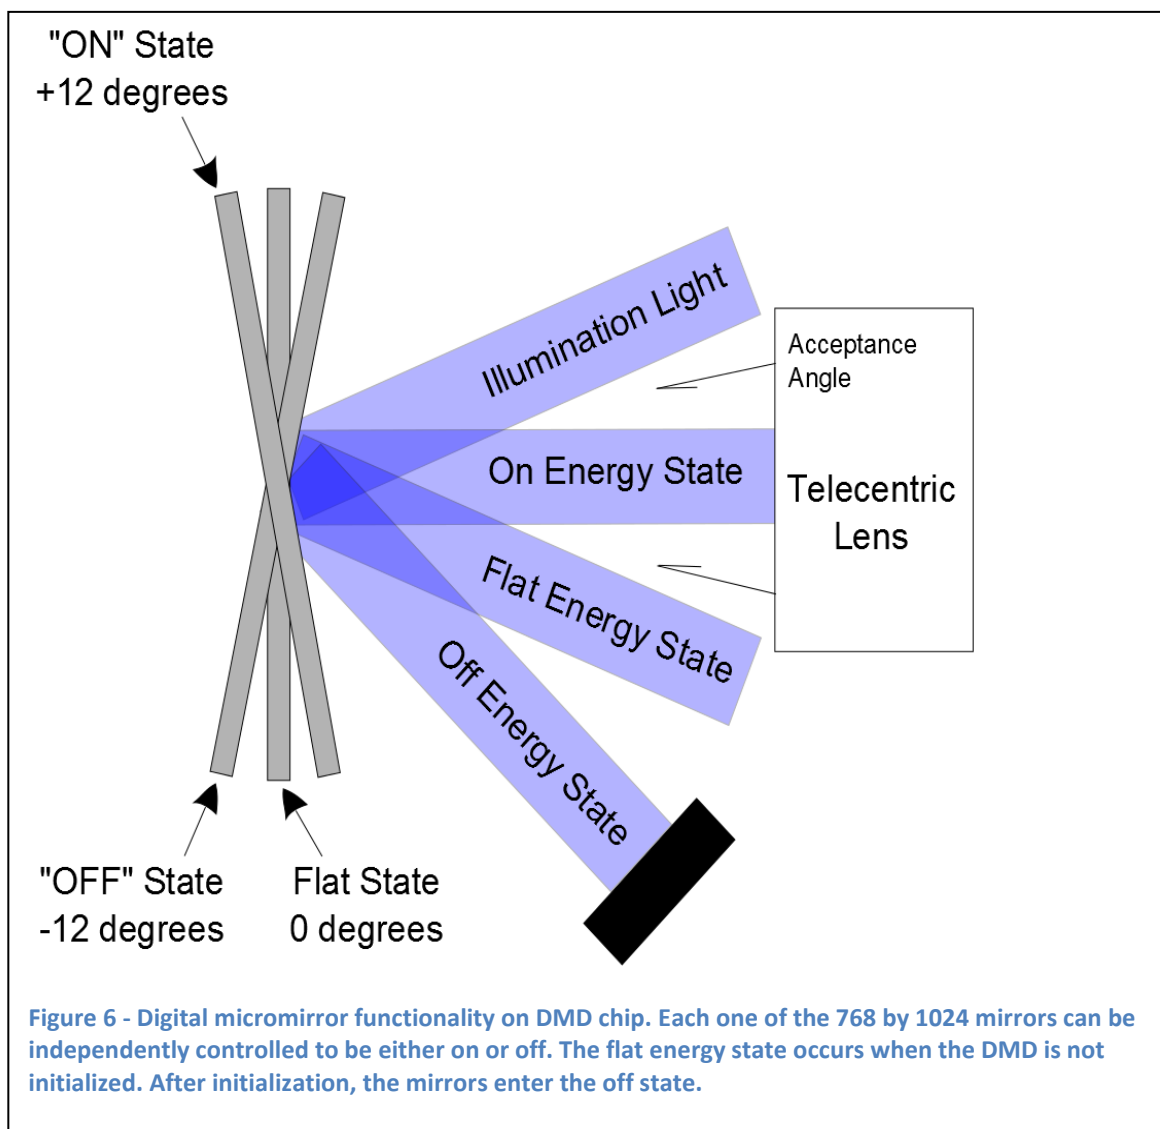 "ON" State
+12 degrees
Illumination Light
Acceptance
Angle
On Energy State
Telecentric
Lens
Flat Energy State
Off Energy State
"OFF" State
-12 degrees
Flat State
0 degrees
Figure 6 - Digital micromirror functionality on DMD chip. Each one of the 768 by 1024 mirrors can be
independently controlled to be either on or off. The flat energy state occurs when the DMD is not
initialized. After initialization, the mirrors enter the off state.